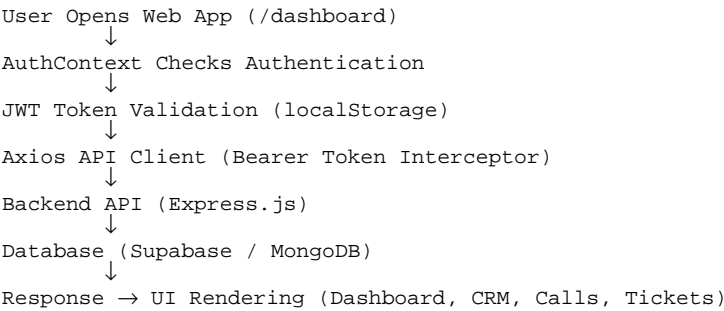 User Opens Web App (/dashboard)
↓
AuthContext Checks Authentication
↓
JWT Token Validation (localStorage)
↓
Axios API Client (Bearer Token Interceptor)
↓
Backend API (Express.js)
↓
Database (Supabase / MongoDB)
↓
Response → UI Rendering (Dashboard, CRM, Calls, Tickets)